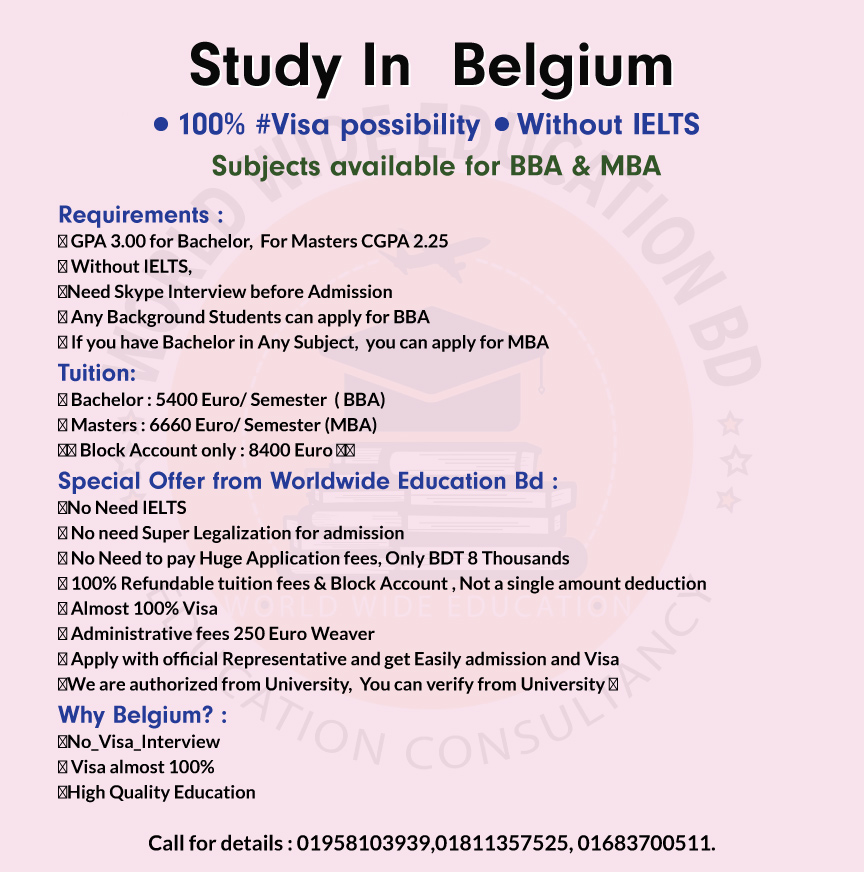 Study In Belgium
• 100% #Visa possibility • Without IELTS
Subjects available for BBA & MBA
Requirements :
GPA 3.00 for Bachelor, For Masters CGPA 2.25
Without IELTS,
Need Skype Interview before Admission
Any Background Students can apply for BBA
If you have Bachelor in Any Subject, you can apply for MBA
Tuition:
Bachelor : 5400 Euro/ Semester ( BBA)
Masters : 6660 Euro/ Semester (MBA)
Block Account only : 8400 Euro
Special Offer from Worldwide Education Bd :
No Need IELTS
No need Super Legalization for admission
No Need to pay Huge Application fees, Only BDT 8 Thousands
100% Refundable tuition fees & Block Account , Not a single amount deduction
Almost 100% Visa
Administrative fees 250 Euro Weaver
Apply with official Representative and get Easily admission and Visa
We are authorized from University, You can verify from University
Why Belgium? :
No_Visa_Interview
Visa almost 100%
High Quality Education
Call for details : 01958103939,01811357525, 01683700511.
WORLD WIDE EDUCATION BD
WORLD WIDE EDUCATION
EDUCATION CONSULTANCY